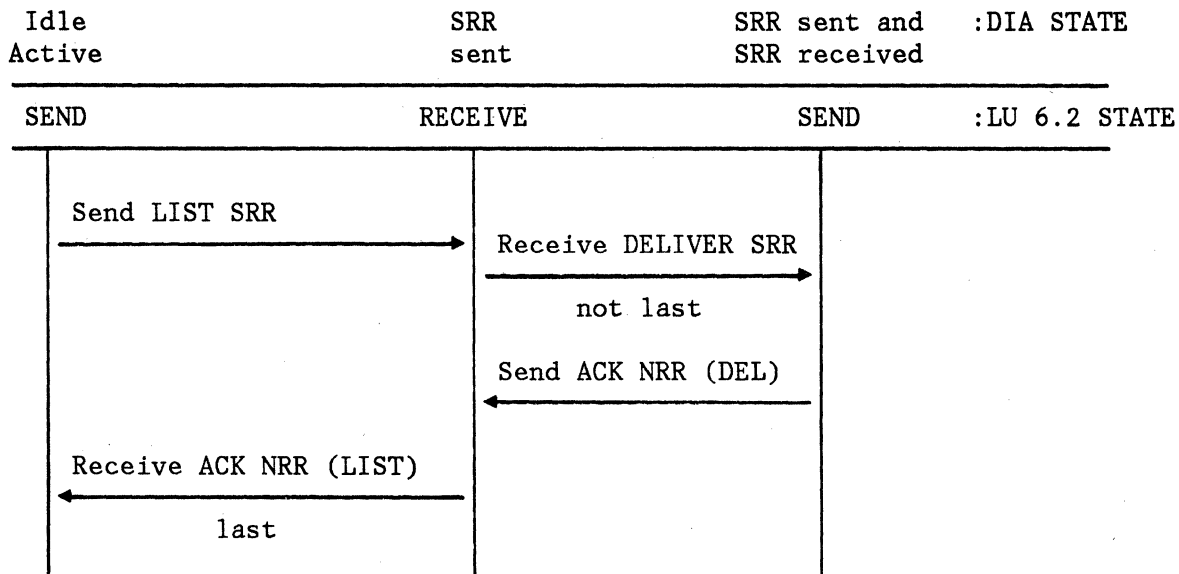 Idle SRR SRR sent and :DIA STATE
Active sent SRR received
SEND RECEIVE SEND :LU 6.2 STATE
Send LIST SRR
Receive DELIVER SRR
not last
Send ACK NRR (DEL)
Receive ACK NRR (LIST)
last